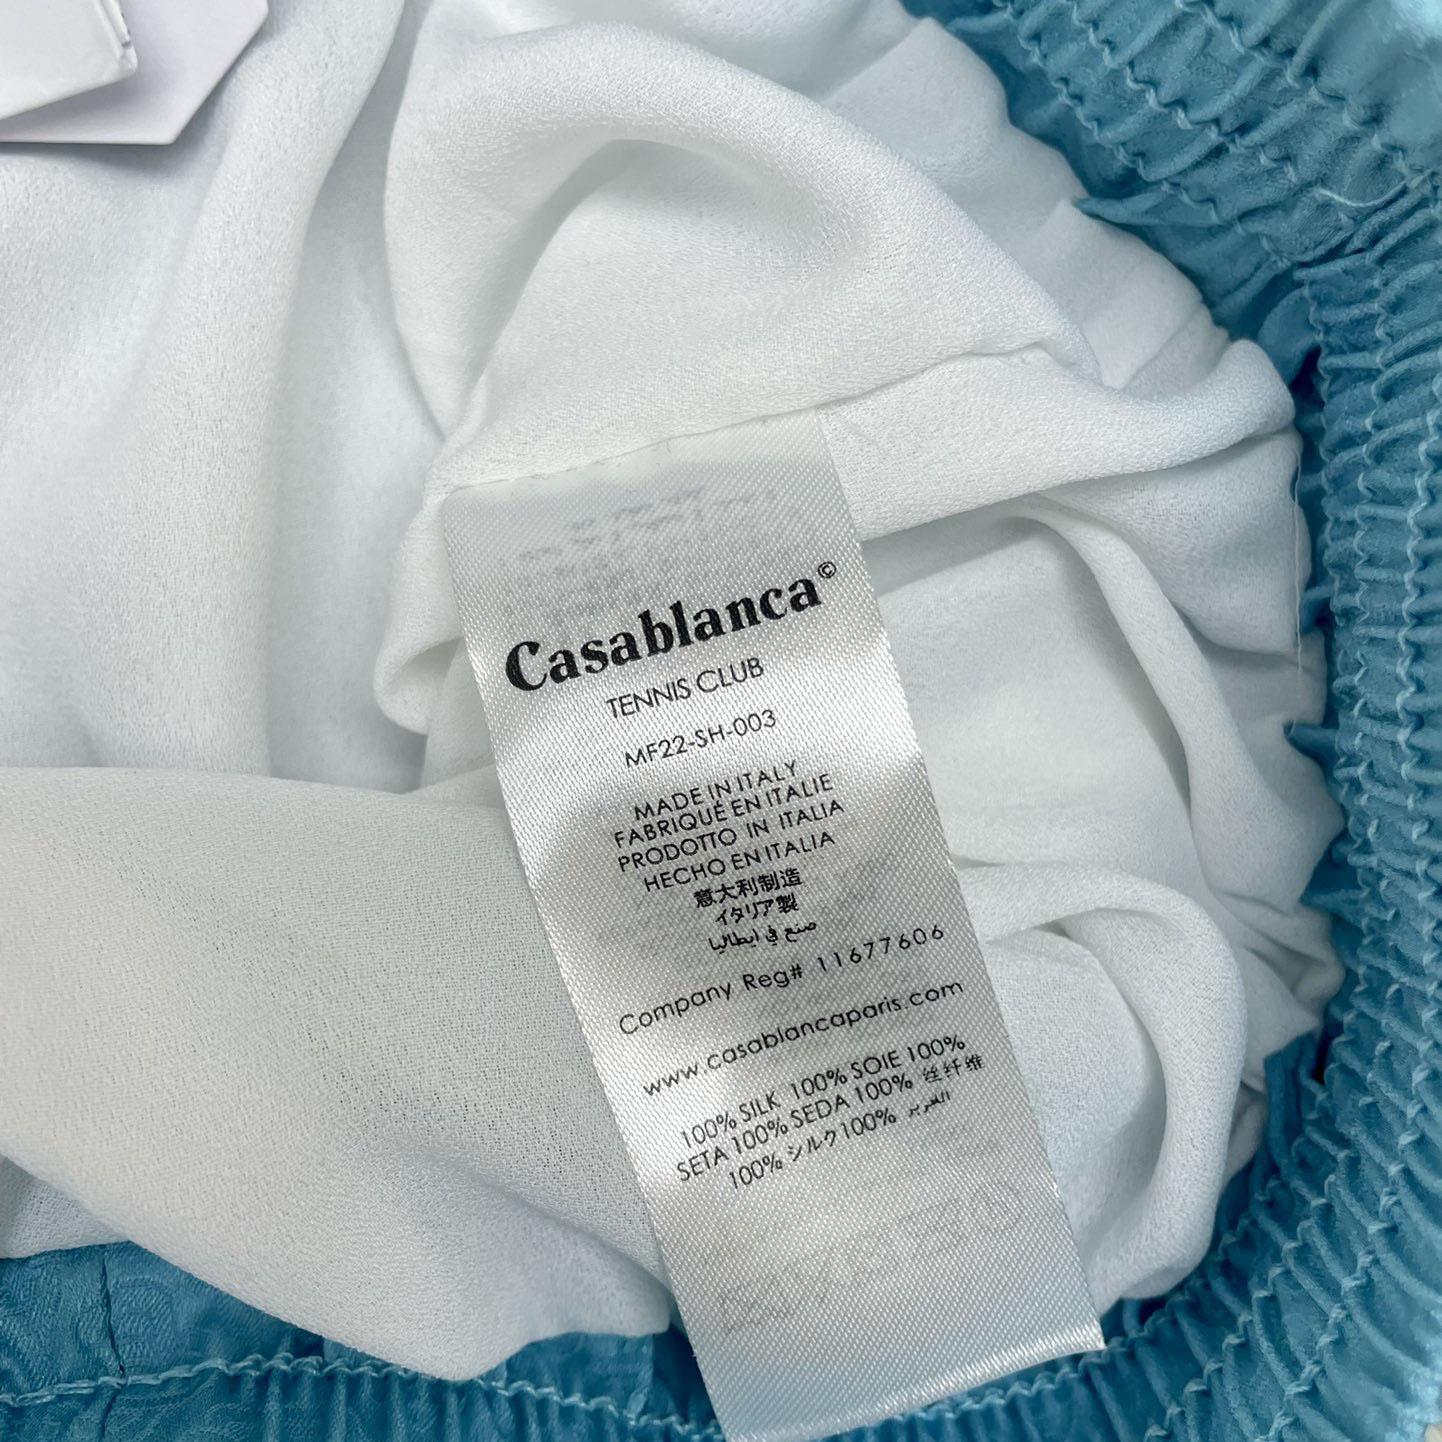 Casablanca©
TENNIS CLUB
MF22-SH-003
MADE IN ITALY
FABRIQUÉ EN ITALIE
PRODOTTO IN ITALIA
HECHO EN ITALIA
意大利制造
イタリア製
صنع في ايطاليا
Company Reg# 11677606
www.casablancaparis.com
100% SILK 100% SOIE 100%
SETA 100% SEDA 100% 丝纤维
100% シルク100% الحرير